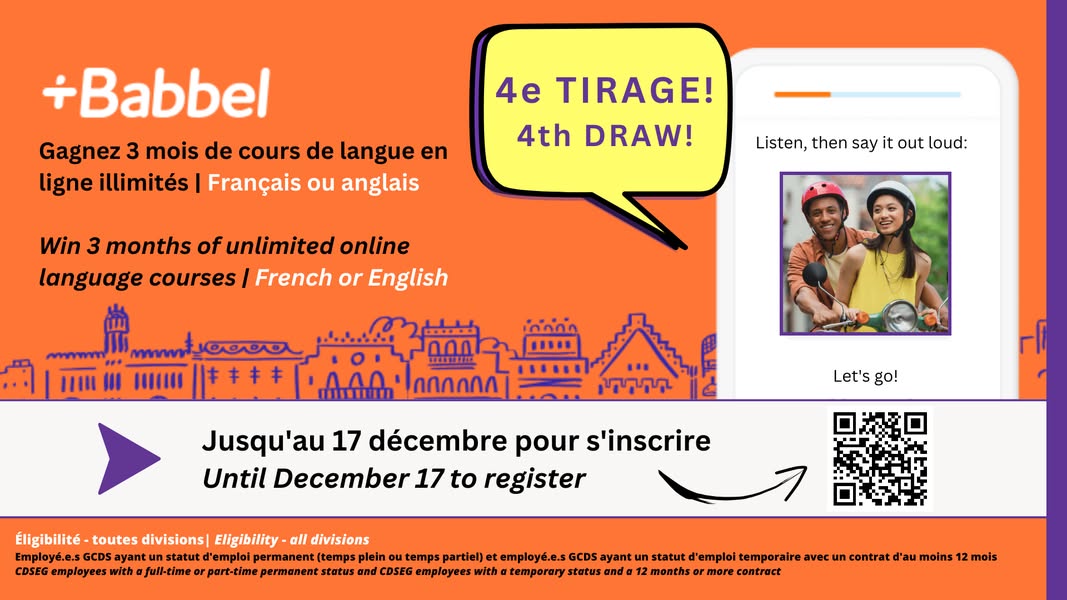 +Babbel
Gagnez 3 mois de cours de langue en
ligne illimités | Français ou anglais
Win 3 months of unlimited online
language courses | French or English
4e TIRAGE!
4th DRAW!
Listen, then say it out loud:
Let's go!
Jusqu'au 17 décembre pour s'inscrire
Until December 17 to register
Éligibilité - toutes divisions| Eligibility - all divisions
Employé.e.s GCDS ayant un statut d'emploi permanent (temps plein ou temps partiel) et employé.e.s GCDS ayant un statut d'emploi temporaire avec un contrat d'au moins 12 mois
CDSEG employees with a full-time or part-time permanent status and CDSEG employees with a temporary status and a 12 months or more contract